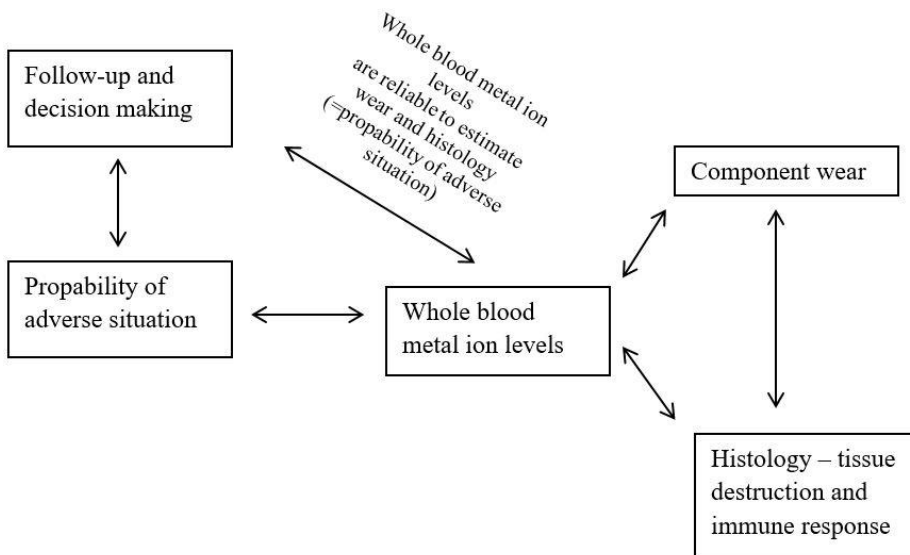 Follow-up and
decision making
Whole blood metal ion
levels
are reliable to estimate
wear and histology
(=propability of adverse
situation)
Component wear
Propability of
adverse situation
Whole blood
metal ion levels
Histology – tissue
destruction and
immune response